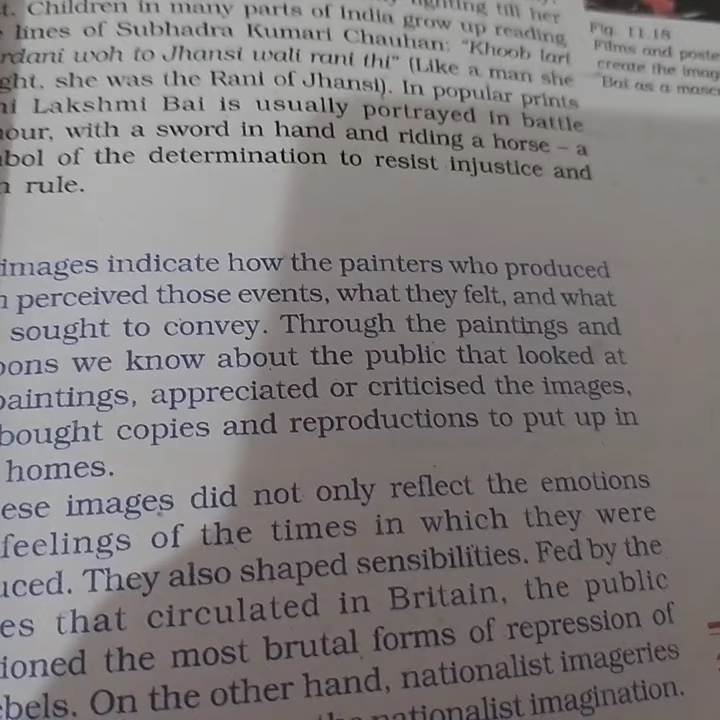 t. Children in many parts of India grow up reading
lines of Subhadra Kumari Chauhan: "Khoob lari
rdani woh to Jhansi wali rani thi" (Like a man she
ght, she was the Rani of Jhansi). In popular prints
ni Lakshmi Bai is usually portrayed in battle
our, with a sword in hand and riding a horse – a
bol of the determination to resist injustice and
n rule.
images indicate how the painters who produced
perceived those events, what they felt, and what
sought to convey. Through the paintings and
oons we know about the public that looked at
paintings, appreciated or criticised the images,
bought copies and reproductions to put up in
homes.
ese images did not only reflect the emotions
feelings of the times in which they were
uced. They also shaped sensibilities. Fed by the
es that circulated in Britain, the public
ioned the most brutal forms of repression of
bels. On the other hand, nationalist imageries
nationalist imagination.
Fig. 11.18
Films and poste
create the imag
Bai as a masc